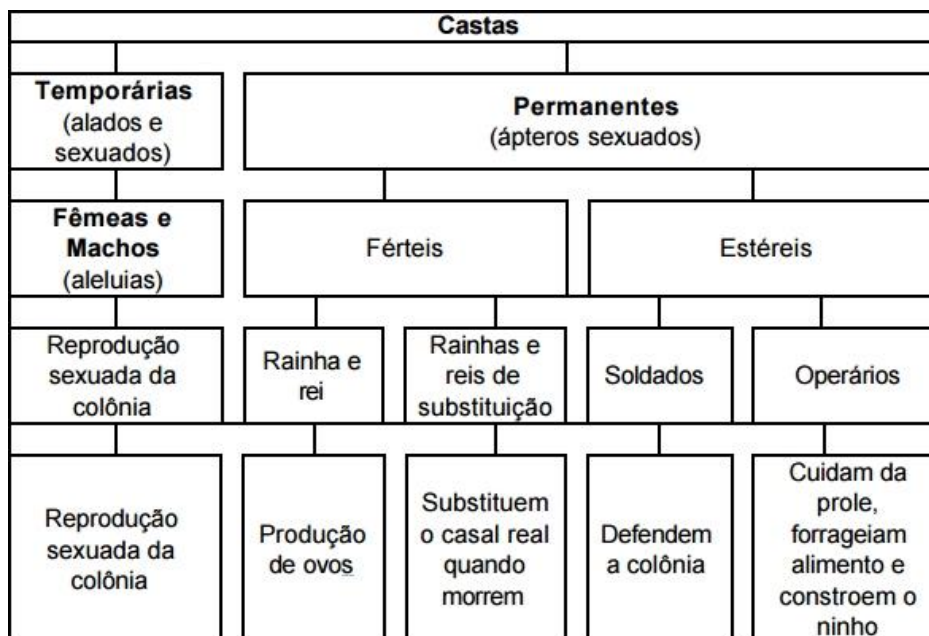 Castas
Temporárias
(alados e
sexuados)
Permanentes
(ápteros sexuados)
Fêmeas e
Machos
(aleluias)
Férteis
Estéreis
Reprodução
sexuada da
colônia
Rainha e
rei
Rainhas e
reis de
substituição
Soldados
Operários
Reprodução
sexuada da
colônia
Produção
de ovos
Substituem
o casal real
quando
morrem
Defendem
a colônia
Cuidam da
prole,
forrageiam
alimento e
constroem o
ninho